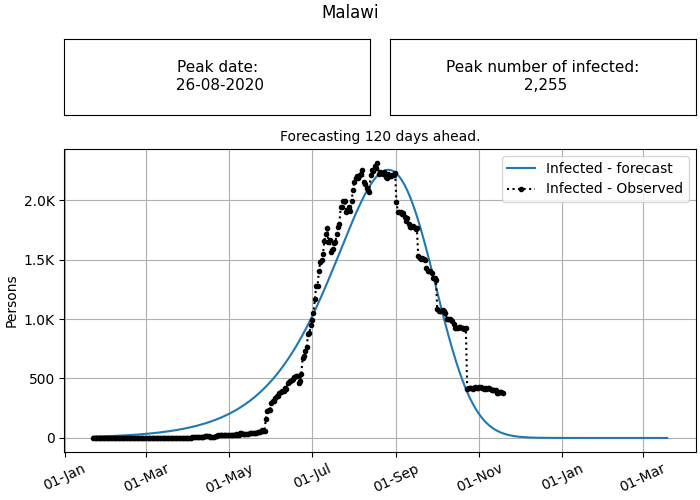 Malawi
Peak date:
26-08-2020
Peak number of infected:
2,255
Forecasting 120 days ahead.
Infected - forecast
Infected - Observed
2.0K
1.5K
1.0K
500
0
Persons
01-Jan
01-Mar
01-May
01-Jul
01-Sep
01-Nov
01-Jan
01-Mar